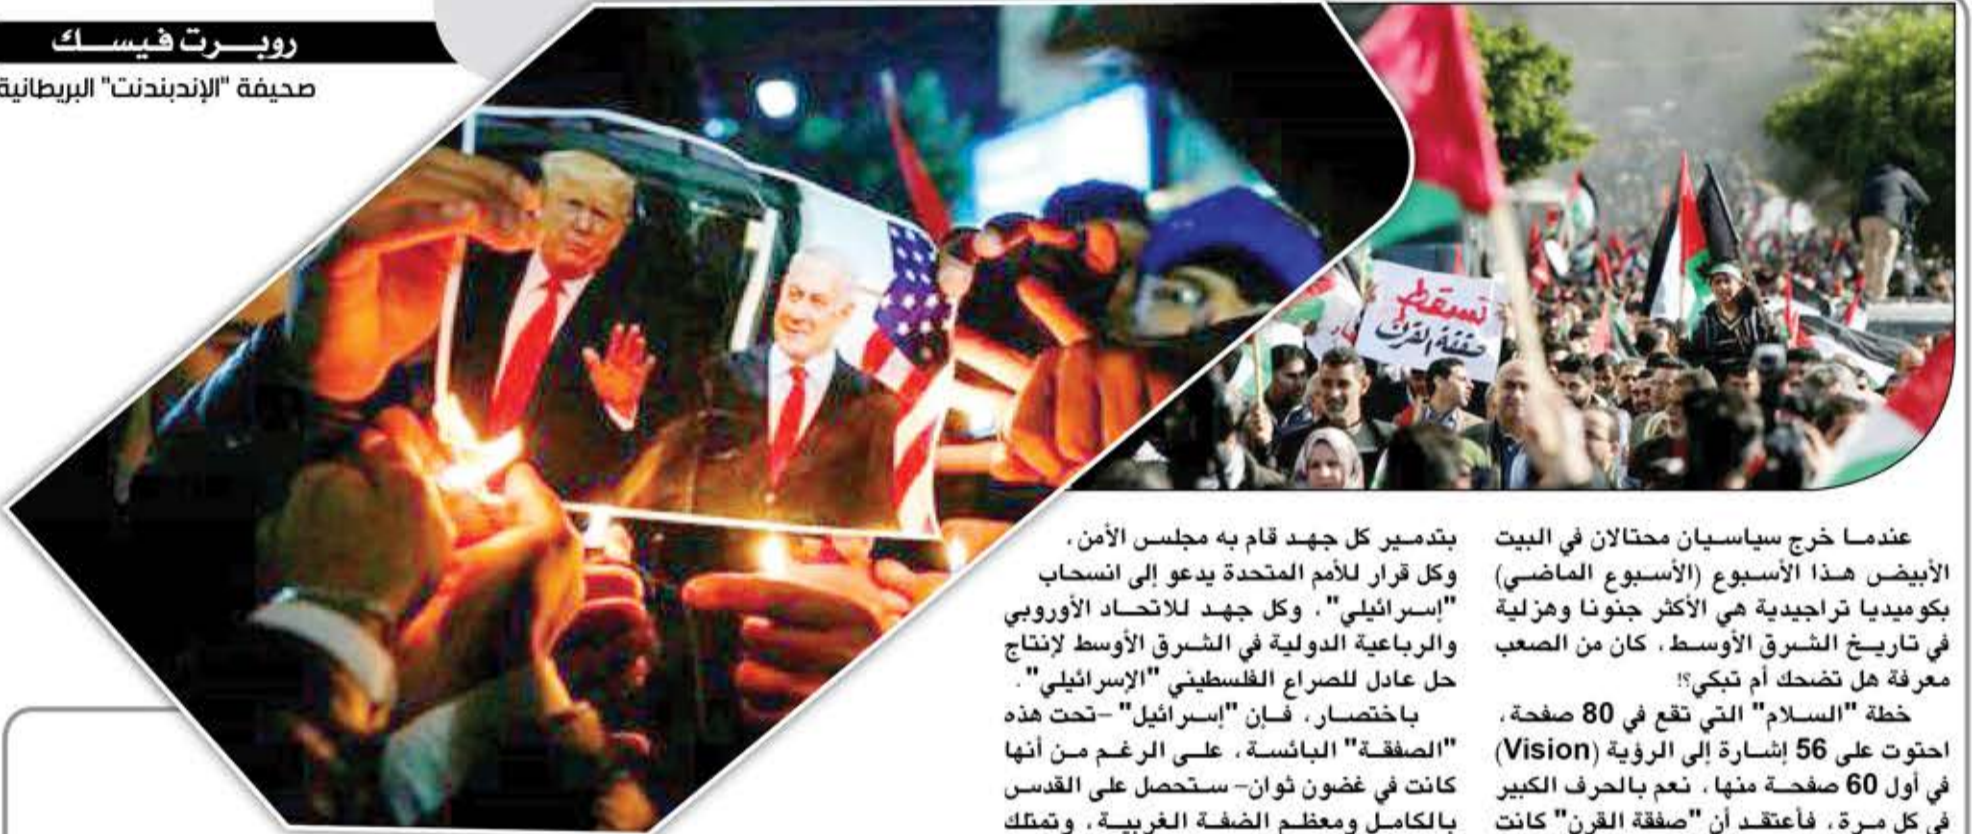 روبــرت فيســك
صحيفة "الإندبندنت" البريطانية
تسقط
صفقة القرن
عندمـا خرج سياسـيان محتالان في البيت
الأبيض هـذا الأسـبوع (الأسـبوع الماضـي)
بكوميديا تراجيدية هي الأكثر جنونا وهزلية
في تاريـخ الشـرق الأوسـط، كان من الصعب
معرفة هل تضحك أم تبكي؟!
خطة "السـلام" التي تقع في 80 صفحة،
احتوت على 56 إشـارة إلى الرؤية (Vision)
في أول 60 صفحـة منها، نعم بالحرف الكبير
في كل مـرة، فأعتقـد أن "صفقة القرن" كانت
بتدمـير كل جهـد قام به مجلس الأمن،
وكل قرار للأمم المتحدة يدعو إلى انسحاب
"إسـرائيلي"، وكل جهـد للاتحـاد الأوروبي
والرباعية الدولية في الشـرق الأوسط لإنتاج
حل عادل للصراع الفلسطيني "الإسرائيلي".
باختصـار، فـإن "إسـرائيل" –تحت هذه
"الصفقـة" البائسـة، علـى الرغـم مـن أنها
كانت في غضون ثوان– سـتحصل على القدس
بالكامـل ومعظـم الضفـة الغربيـة، وتمتلك